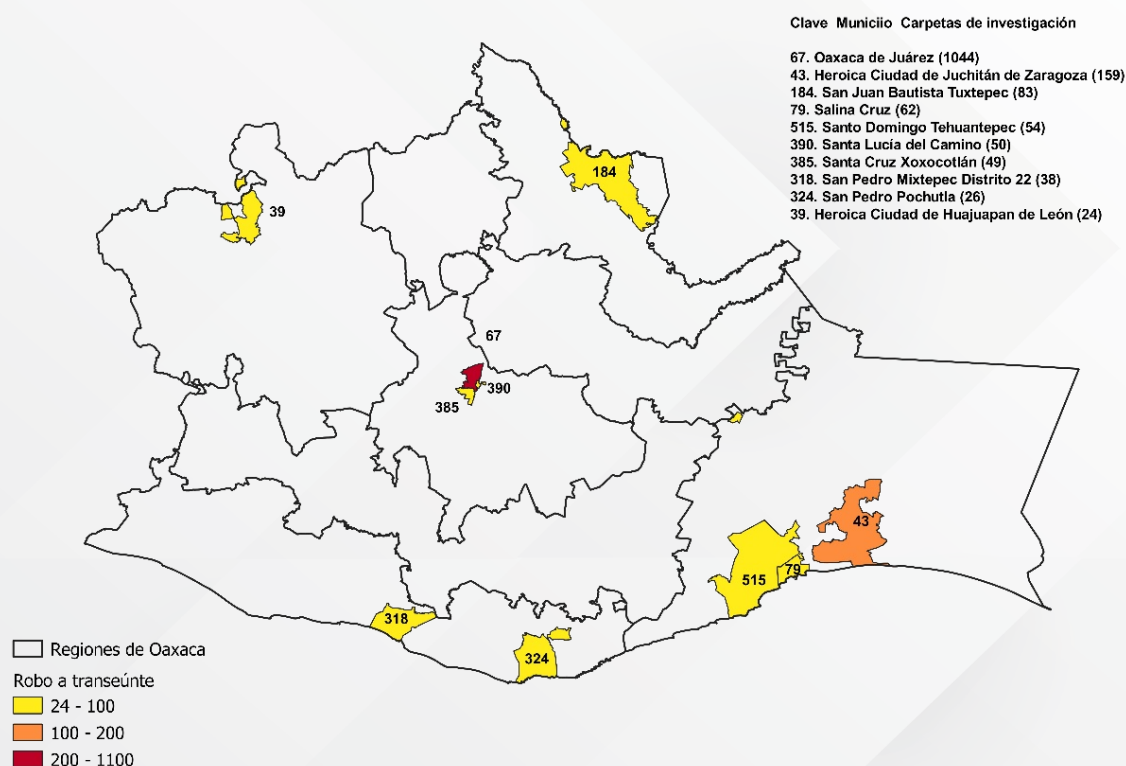 Clave Municiio Carpetas de investigación
67. Oaxaca de Juárez (1044)
43. Heroica Ciudad de Juchitán de Zaragoza (159)
184. San Juan Bautista Tuxtepec (83)
79. Salina Cruz (62)
515. Santo Domingo Tehuantepec (54)
390. Santa Lucía del Camino (50)
385. Santa Cruz Xoxocotlán (49)
318. San Pedro Mixtepec Distrito 22 (38)
324. San Pedro Pochutla (26)
39. Heroica Ciudad de Huajuapan de León (24)
184
39
67
390
385
43
79
515
318
324
Regiones de Oaxaca
Robo a transeúnte
24 - 100
100 - 200
200 - 1100